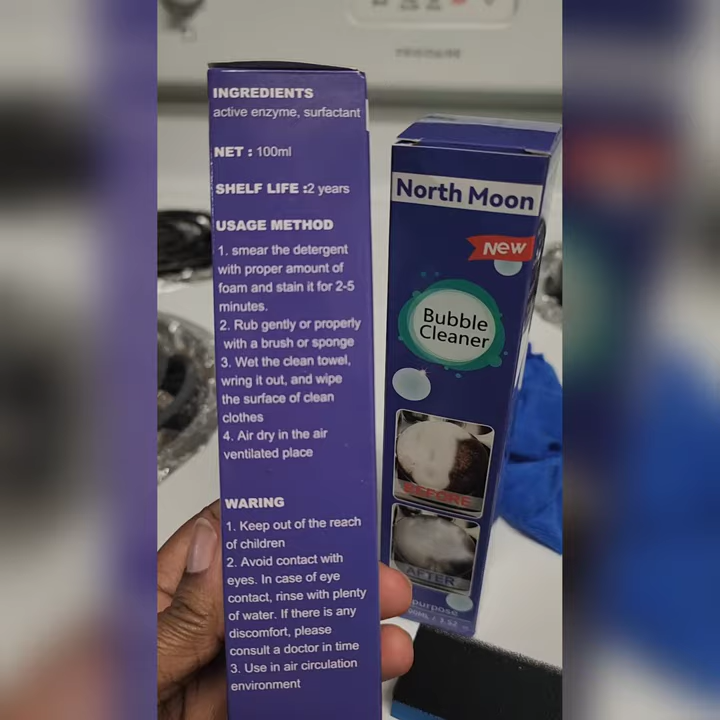 INGREDIENTS
active enzyme, surfactant
NET : 100ml
SHELF LIFE :2 years
USAGE METHOD
1. smear the detergent
with proper amount of
foam and stain it for 2-5
minutes.
2. Rub gently or properly
with a brush or sponge
3. Wet the clean towel,
wring it out, and wipe
the surface of clean
clothes
4. Air dry in the air
ventilated place
WARING
1. Keep out of the reach
of children
2. Avoid contact with
eyes. In case of eye
contact, rinse with plenty
of water. If there is any
discomfort, please
consult a doctor in time
3. Use in air circulation
environment
North Moon
New
Bubble
Cleaner
BEFORE
AFTER
purpose